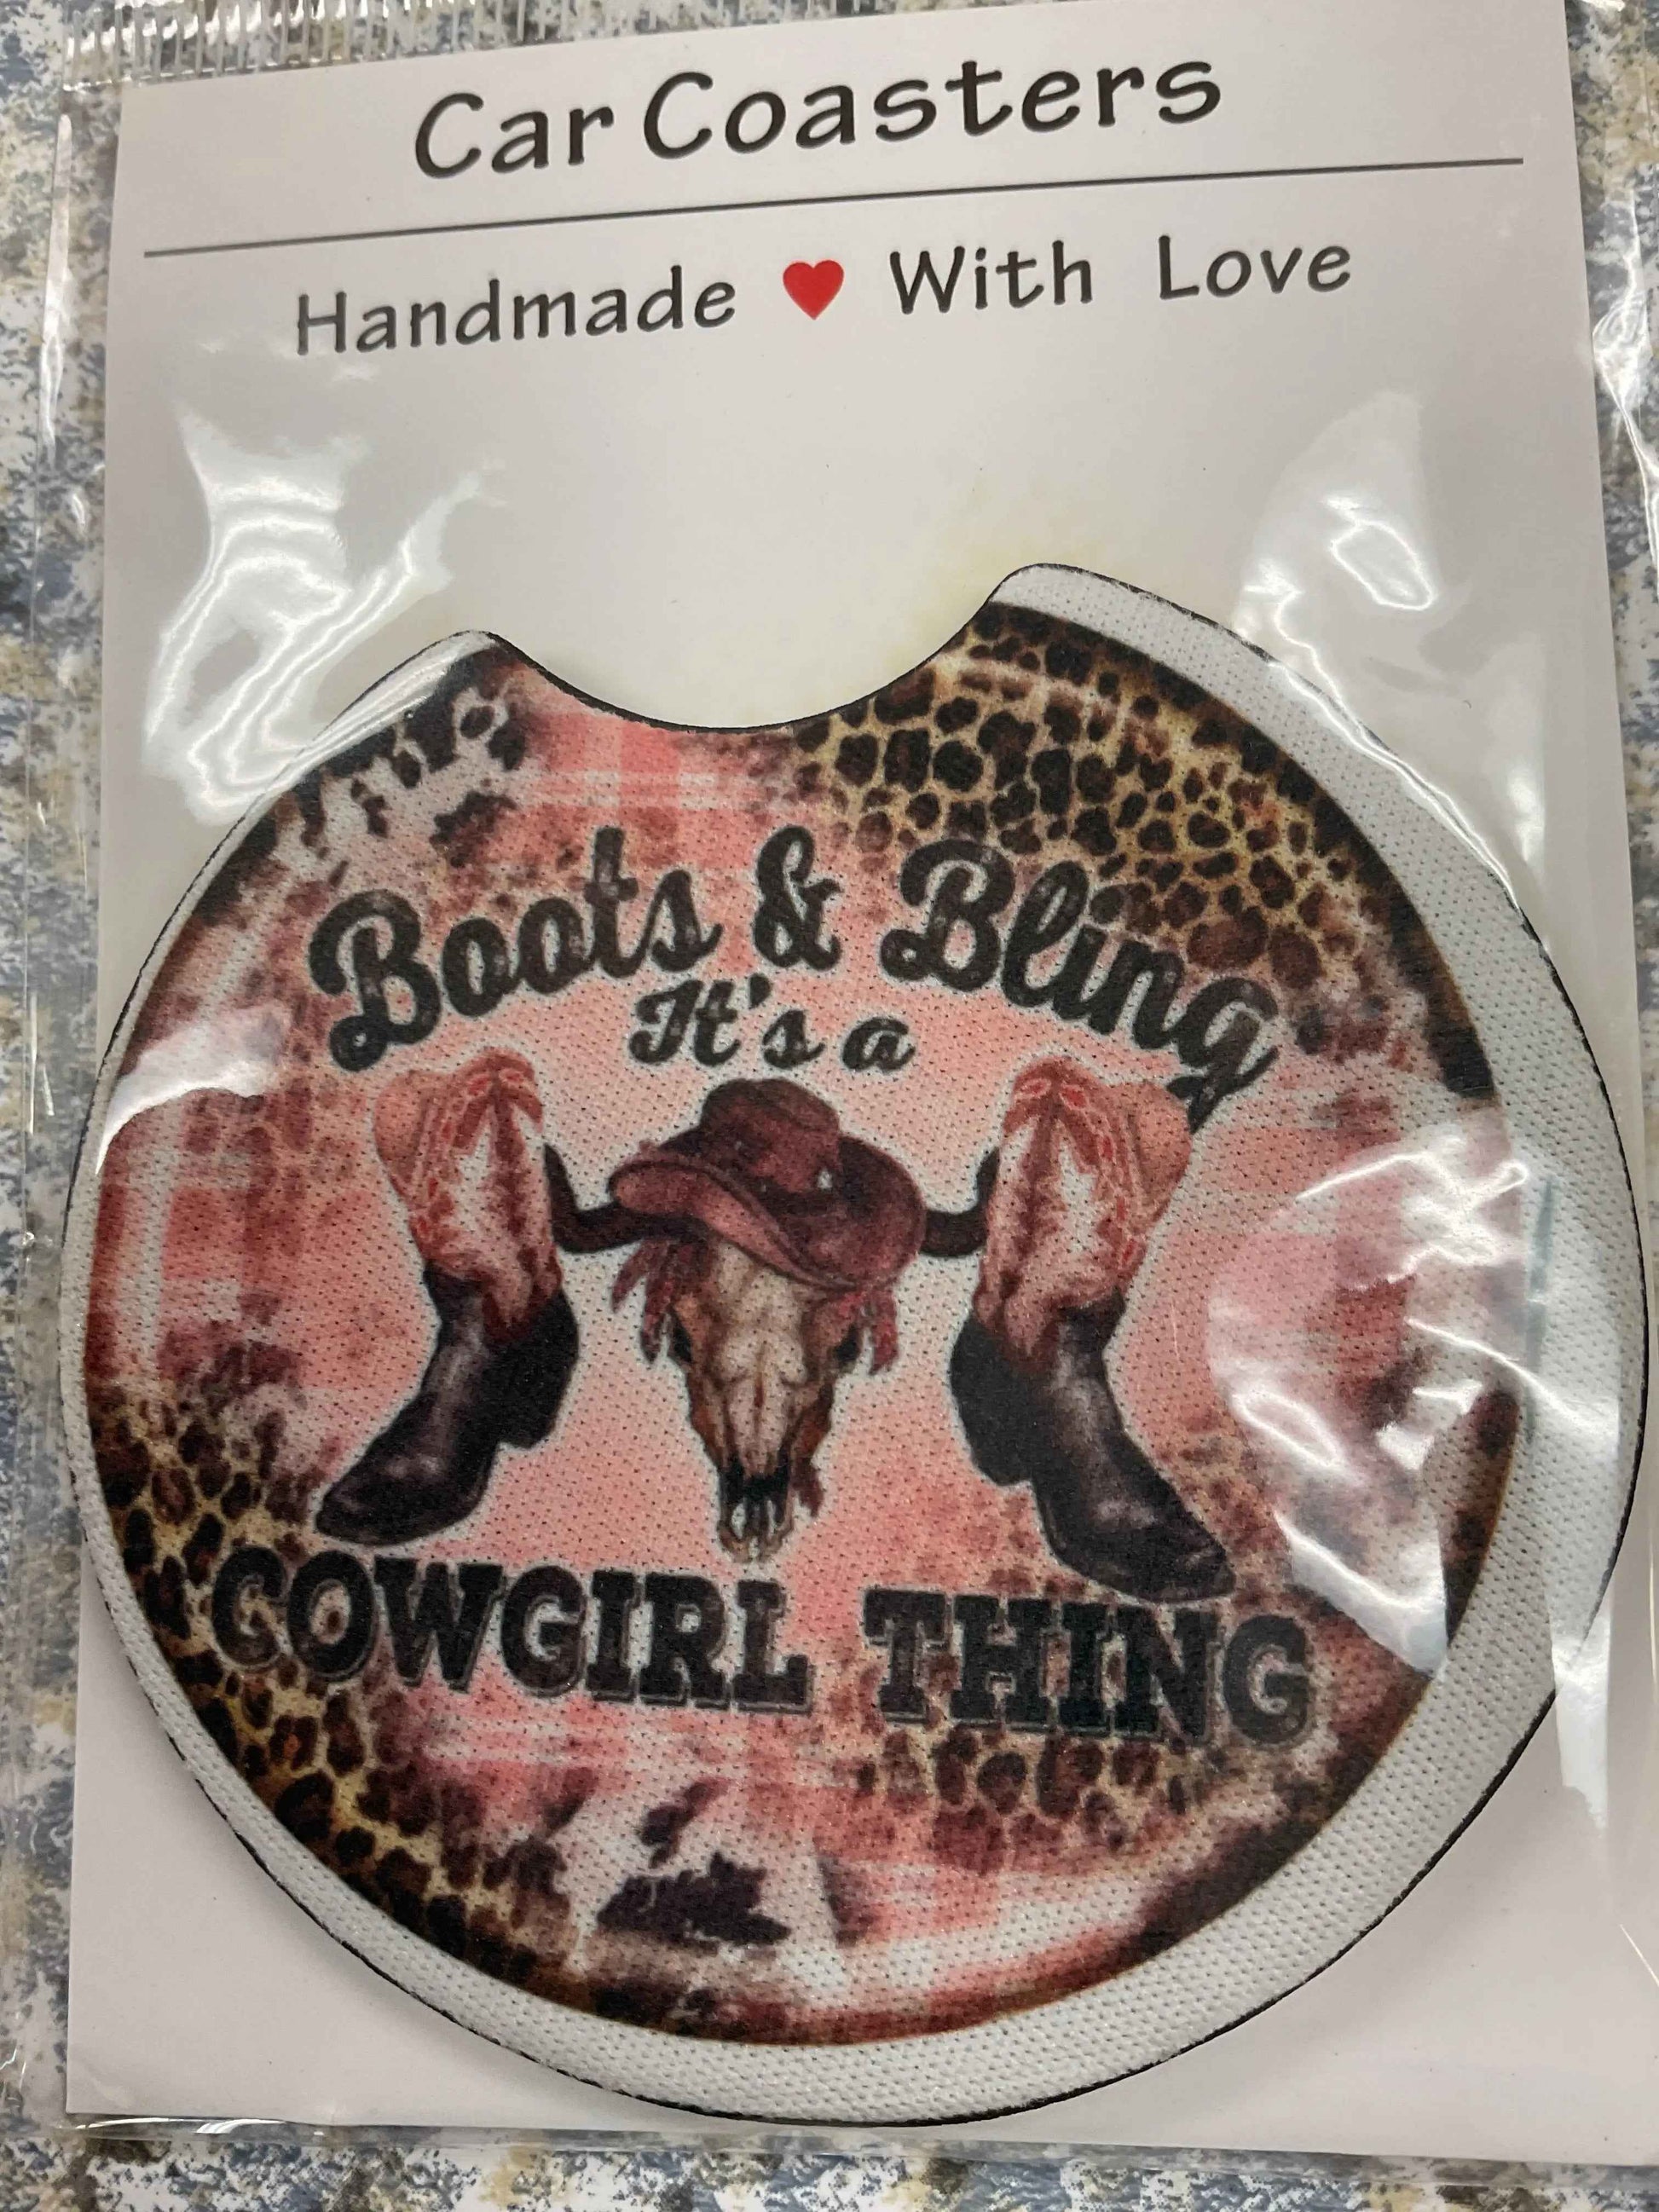 Car Coasters
Handmade ❤ With Love
Boots & Bling
It's a
COWGIRL THING